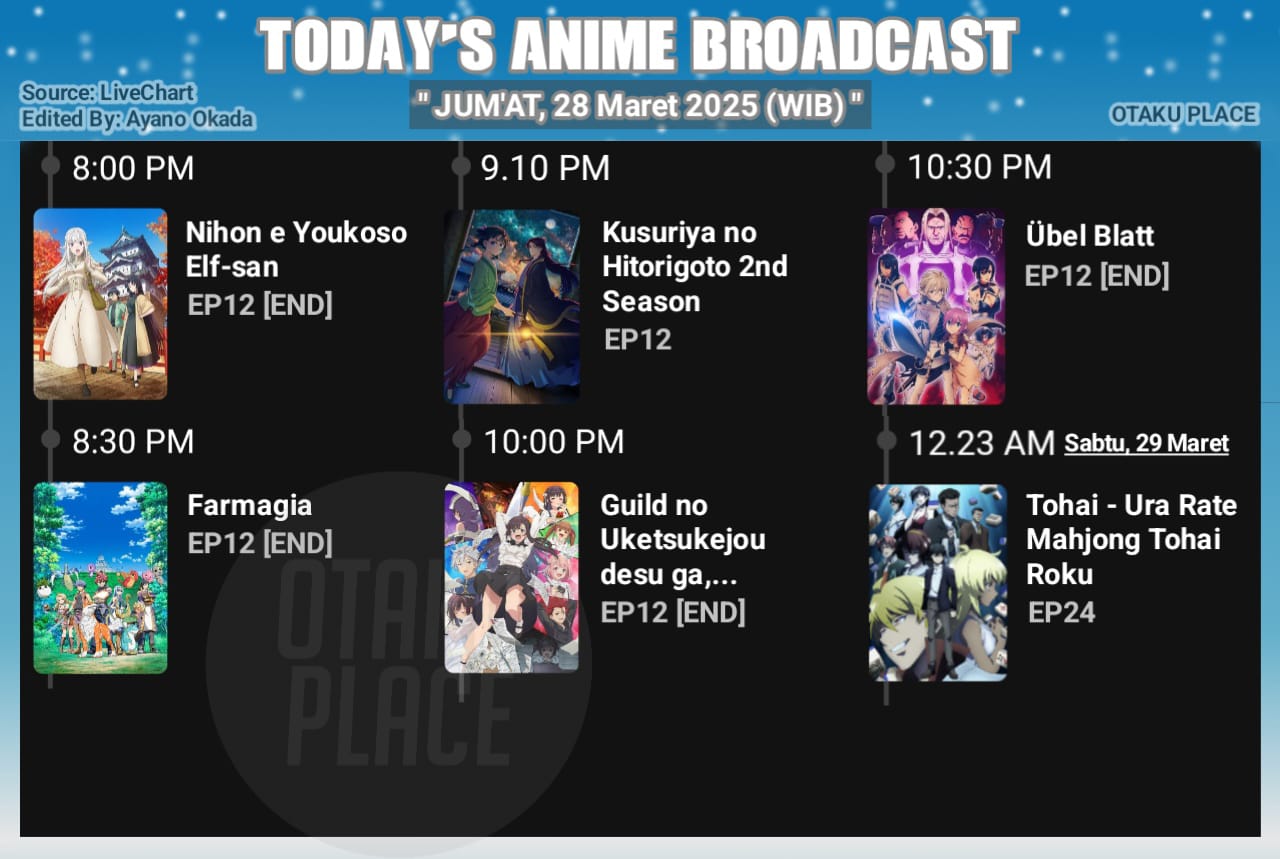 TODAY'S ANIME BROADCAST
Source: LiveChart
Edited By: Ayano Okada
" JUM'AT, 28 Maret 2025 (WIB) "
OTAKU PLACE
8:00 PM
Nihon e Youkoso
Elf-san
EP12 [END]
8:30 PM
Farmagia
EP12 [END]
9.10 PM
Kusuriya no
Hitorigoto 2nd
Season
EP12
10:00 PM
Guild no
Uketsukejou
desu ga,...
EP12 [END]
10:30 PM
Übel Blatt
EP12 [END]
12.23 AM Sabtu, 29 Maret
Tohai - Ura Rate
Mahjong Tohai
Roku
EP24
OTAKU
PLACE